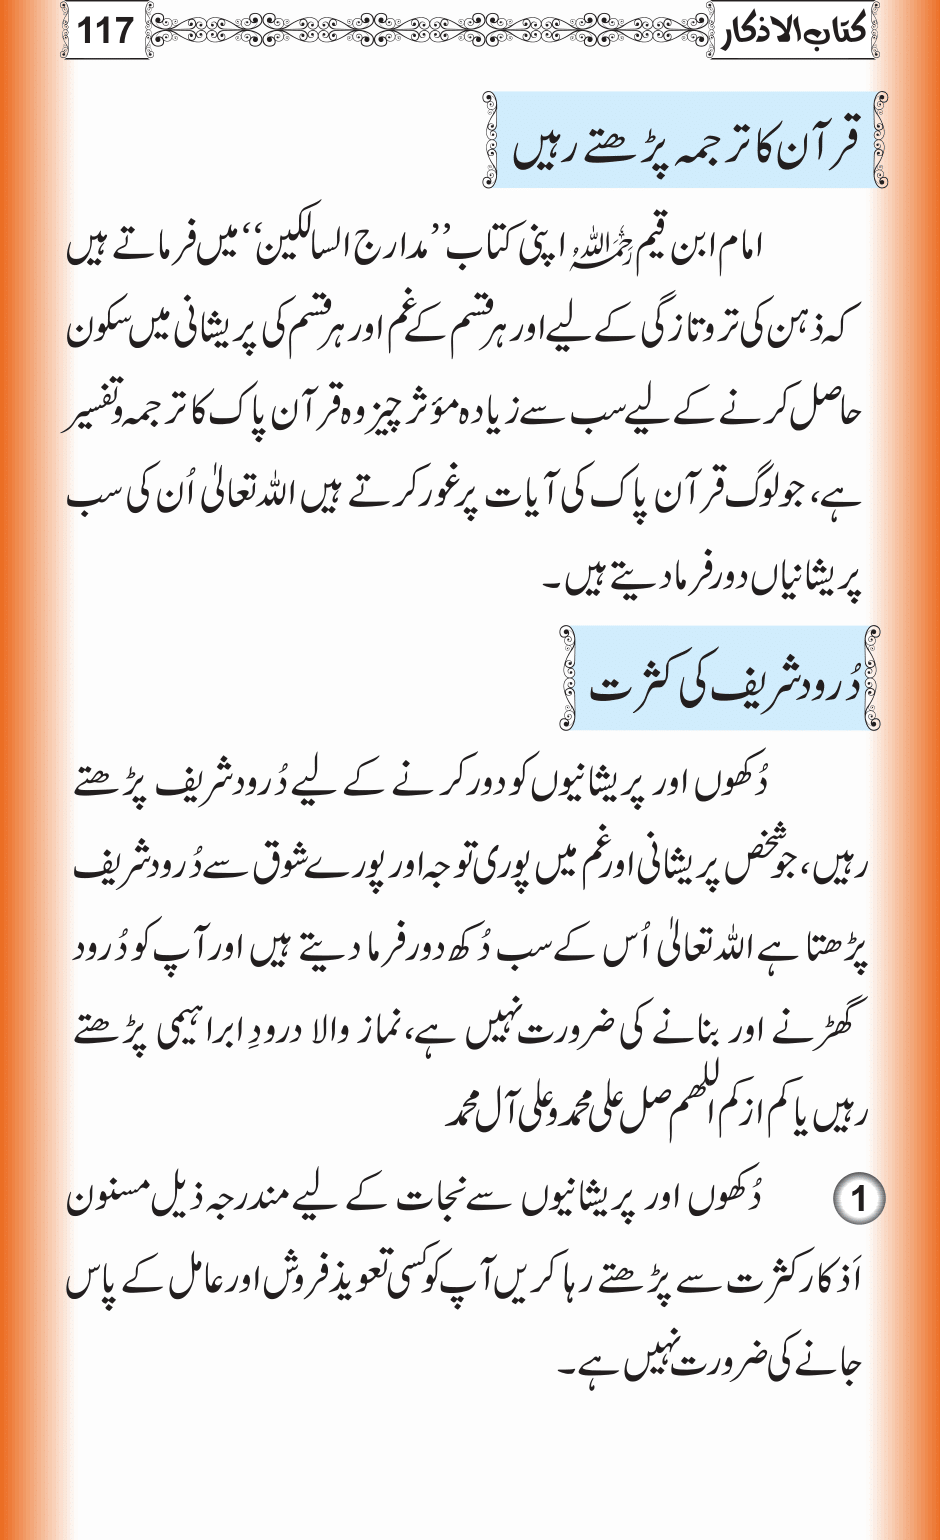 117
کتاب الاذکار
قرآن کا ترجمہ پڑھتے رہیں
امام ابن قیم رحمہ اللہ اپنی کتاب ’’مدارج السالکین‘‘ میں فرماتے ہیں
کہ ذہن کی تروتازگی کے لیے اور ہر قسم کے غم اور ہر قسم کی پریشانی میں سکون
حاصل کرنے کے لیے سب سے زیادہ مؤثر چیز وہ قرآن پاک کا ترجمہ و تفسیر
ہے، جو لوگ قرآن پاک کی آیات پر غور کرتے ہیں اللہ تعالیٰ اُن کی سب
پریشانیاں دور فرما دیتے ہیں۔
دُرود شریف کی کثرت
دُکھوں اور پریشانیوں کو دور کرنے کے لیے دُرود شریف پڑھتے
رہیں، جو شخص پریشانی اور غم میں پوری توجہ اور پورے شوق سے دُرود شریف
پڑھتا ہے اللہ تعالیٰ اُس کے سب دُکھ دور فرما دیتے ہیں اور آپ کو دُرود
گھڑنے اور بنانے کی ضرورت نہیں ہے، نماز والا درودِ ابراہیمی پڑھتے
رہیں یا کم از کم اللھم صل علی محمد وعلی آل محمد
1 دُکھوں اور پریشانیوں سے نجات کے لیے مندرجہ ذیل مسنون
اَذکار کثرت سے پڑھتے رہا کریں آپ کو کسی تعویذ فروش اور عامل کے پاس
جانے کی ضرورت نہیں ہے۔